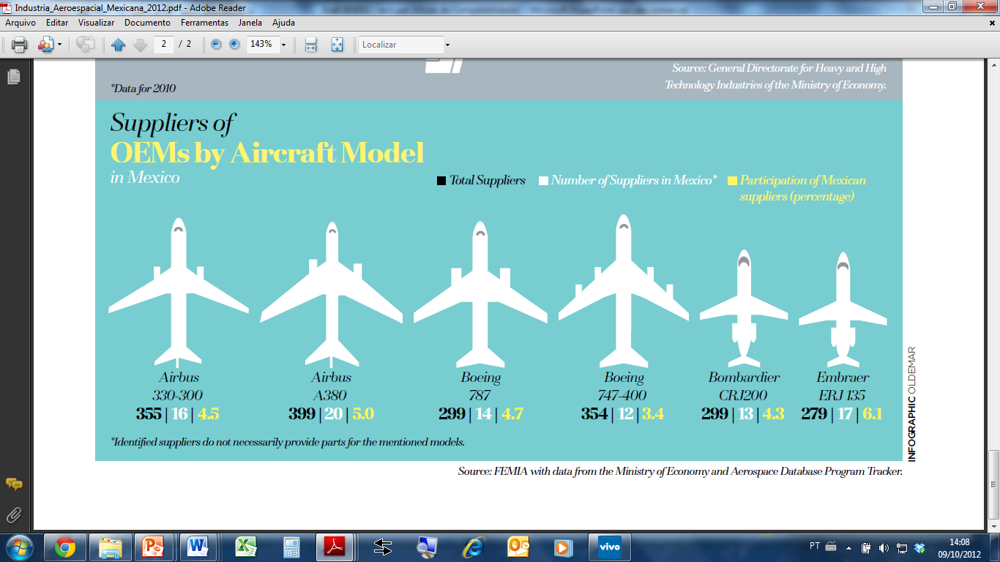 Industria_Aeroespacial_Mexicana_2012.pdf - Adobe Reader
Arquivo Editar Visualizar Documento Ferramentas Janela Ajuda
2 / 2 143% Localizar
Source: General Directorate for Heavy and High
*Data for 2010 Technology Industries of the Ministry of Economy.
Suppliers of
OEMs by Aircraft Model
in Mexico
Total Suppliers Number of Suppliers in Mexico* Participation of Mexican
suppliers (percentage)
Airbus Airbus Boeing Boeing Bombardier Embraer
330-300 A380 787 747-400 CRJ200 ERJ 135
355 | 16 | 4.5 399 | 20 | 5.0 299 | 14 | 4.7 354 | 12 | 3.4 299 | 13 | 4.3 279 | 17 | 6.1
*Identified suppliers do not necessarily provide parts for the mentioned models.
INFOGRAPHIC OLDEMAR
Source: FEMIA with data from the Ministry of Economy and Aerospace Database Program Tracker.
vivo
PT 14:08
09/10/2012